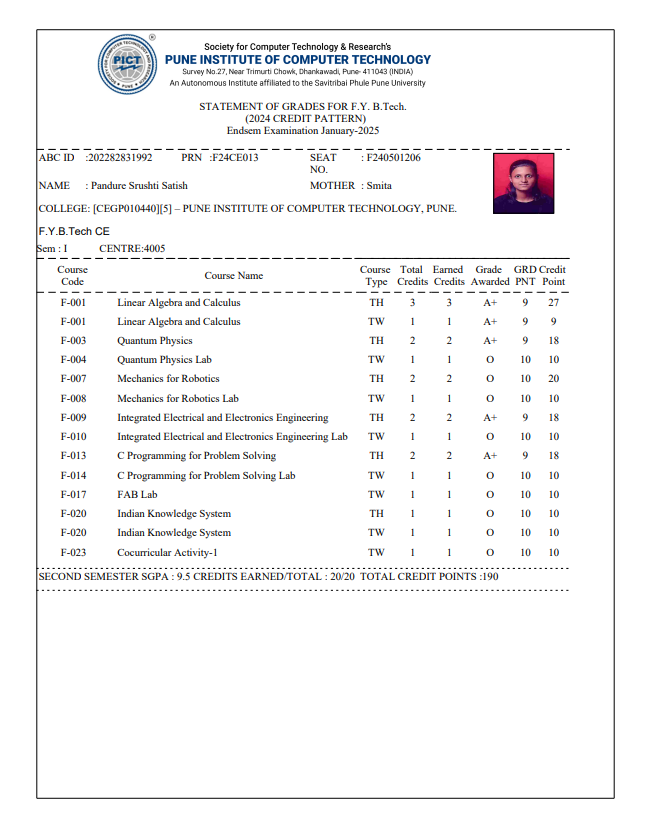 PICT
PUNE
Society for Computer Technology & Research's
PUNE INSTITUTE OF COMPUTER TECHNOLOGY
Survey No.27, Near Trimurti Chowk, Dhankawadi, Pune- 411043 (INDIA)
An Autonomous Institute affiliated to the Savitribai Phule Pune University
STATEMENT OF GRADES FOR F.Y. B.Tech.
(2024 CREDIT PATTERN)
Endsem Examination January-2025
ABC ID :202282831992 PRN :F24CE013 SEAT NO. : F240501206
NAME : Pandure Srushti Satish MOTHER : Smita
COLLEGE: [CEGP010440][5] – PUNE INSTITUTE OF COMPUTER TECHNOLOGY, PUNE.
F.Y.B.Tech CE
Sem : I CENTRE:4005
Course Code Course Name Course Type Total Credits Earned Credits Grade Awarded GRD PNT Credit Point
F-001 Linear Algebra and Calculus TH 3 3 A+ 9 27
F-001 Linear Algebra and Calculus TW 1 1 A+ 9 9
F-003 Quantum Physics TH 2 2 A+ 9 18
F-004 Quantum Physics Lab TW 1 1 O 10 10
F-007 Mechanics for Robotics TH 2 2 O 10 20
F-008 Mechanics for Robotics Lab TW 1 1 O 10 10
F-009 Integrated Electrical and Electronics Engineering TH 2 2 A+ 9 18
F-010 Integrated Electrical and Electronics Engineering Lab TW 1 1 O 10 10
F-013 C Programming for Problem Solving TH 2 2 A+ 9 18
F-014 C Programming for Problem Solving Lab TW 1 1 O 10 10
F-017 FAB Lab TW 1 1 O 10 10
F-020 Indian Knowledge System TH 1 1 O 10 10
F-020 Indian Knowledge System TW 1 1 O 10 10
F-023 Cocurricular Activity-1 TW 1 1 O 10 10
SECOND SEMESTER SGPA : 9.5 CREDITS EARNED/TOTAL : 20/20 TOTAL CREDIT POINTS :190